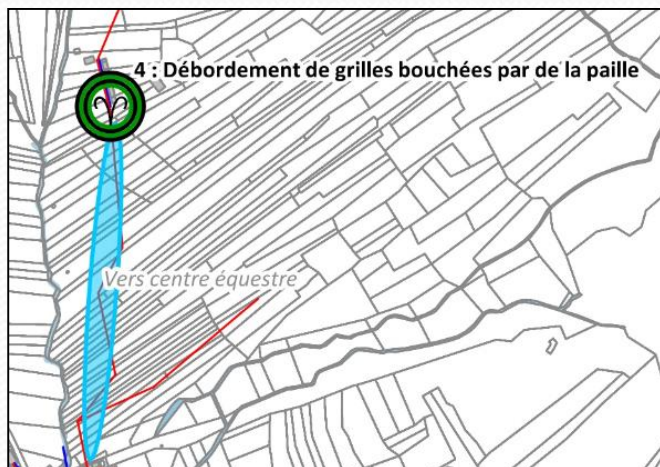 4 : Débordement de grilles bouchées par de la paille
Vers centre équestre